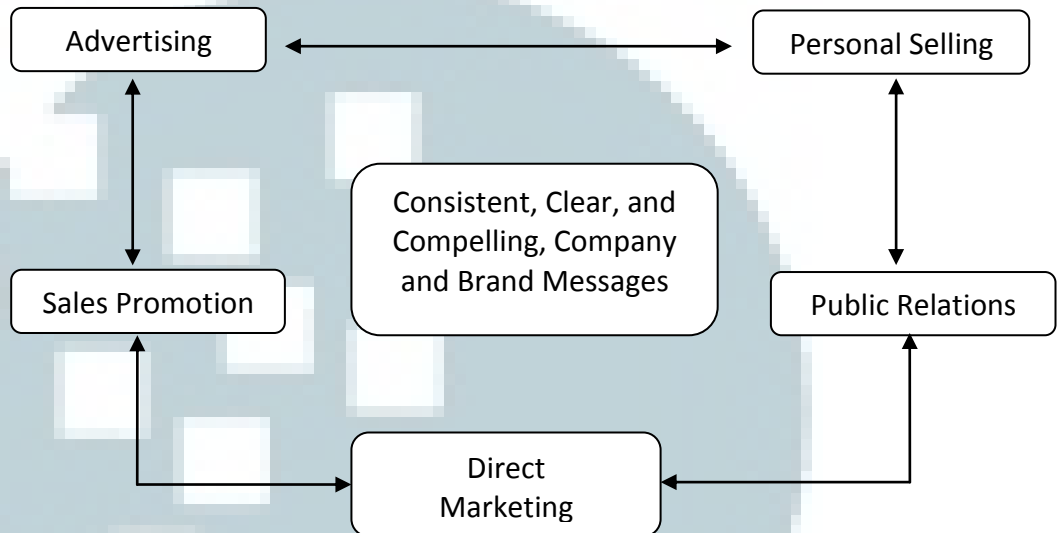 Advertising
Personal Selling
Consistent, Clear, and
Compelling, Company
and Brand Messages
Sales Promotion
Public Relations
Direct
Marketing